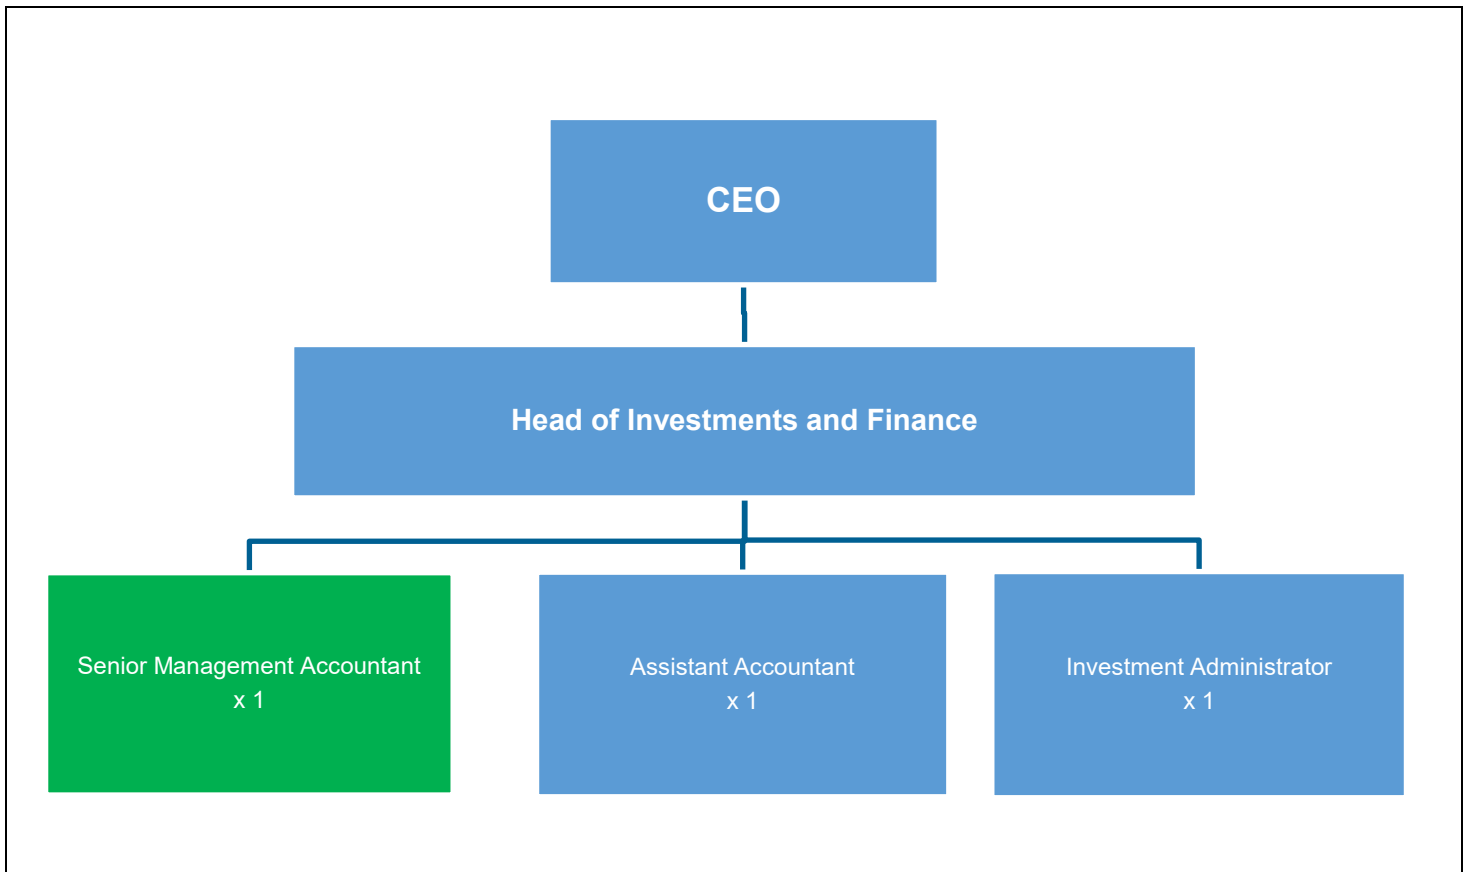 CEO
Head of Investments and Finance
Senior Management Accountant
x 1
Assistant Accountant
x 1
Investment Administrator
x 1